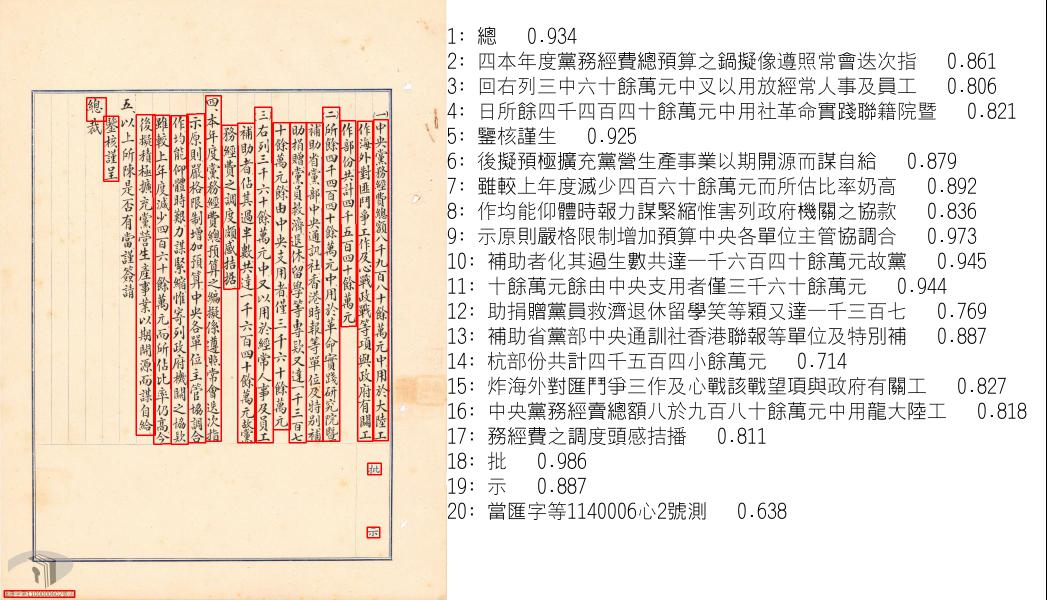 ㈠中央黨務經費總額八千九百八十餘萬元中用於大陸工
作海外對匪鬥爭工作及心戰政戰等項與政府有關工
作部份共計四千五百四十餘萬元
二所餘四千四百四十餘萬元中用於革命實踐研究院暨
補助省黨部中央通訊社香港時報等單位及特別補
助捐贈黨員救濟退休留學等專款又達一千三百七
十餘萬元餘由中央支用者僅三千六十餘萬元
三右列三千六十餘萬元中又以用於經常人事及員工
補助者佔其過半數共達一千六百四十餘萬元故黨
務經費之調度頗感拮据
四、本年度黨務經費總預算之編擬係遵照常會迭次指
示原則嚴格限制增加預算中央各單位主管協調合
作均能仰體時艱力謀緊縮惟寄列政府機關之協款
雖較上年度減少四百六十餘萬元而所佔比率仍高今
後擬積極擴充黨營生產事業以期開源而謀自給
五、以上所陳是否有當謹簽請
鑒核謹呈
總裁
批
示
1: 總 0.934
2: 四本年度黨務經費總預算之鍋擬像遵照常會迭次指 0.861
3: 回右列三中六十餘萬元中叉以用放經常人事及員工 0.806
4: 日所餘四千四百四十餘萬元中用社革命實踐聯籍院暨 0.821
5: 鑒核謹生 0.925
6: 後擬預極擴充黨營生產事業以期開源而謀自給 0.879
7: 雖較上年度減少四百六十餘萬元而所估比率奶高 0.892
8: 作均能仰體時報力謀緊縮惟害列政府機關之協款 0.836
9: 示原則嚴格限制增加預算中央各單位主管協調合 0.973
10: 補助者化其過生數共達一千六百四十餘萬元故黨 0.945
11: 十餘萬元餘由中央支用者僅三千六十餘萬元 0.944
12: 助捐贈黨員救濟退休留學笑等穎又達一千三百七 0.769
13: 補助省黨部中央通訓社香港聯報等單位及特別補 0.887
14: 杭部份共計四千五百四小餘萬元 0.714
15: 炸海外對匯鬥爭三作及心戰該戰望項與政府有關工 0.827
16: 中央黨務經賣總額八於九百八十餘萬元中用龍大陸工 0.818
17: 務經費之調度頭感拮播 0.811
18: 批 0.986
19: 示 0.887
20: 當匯字等1140006心2號測 0.638